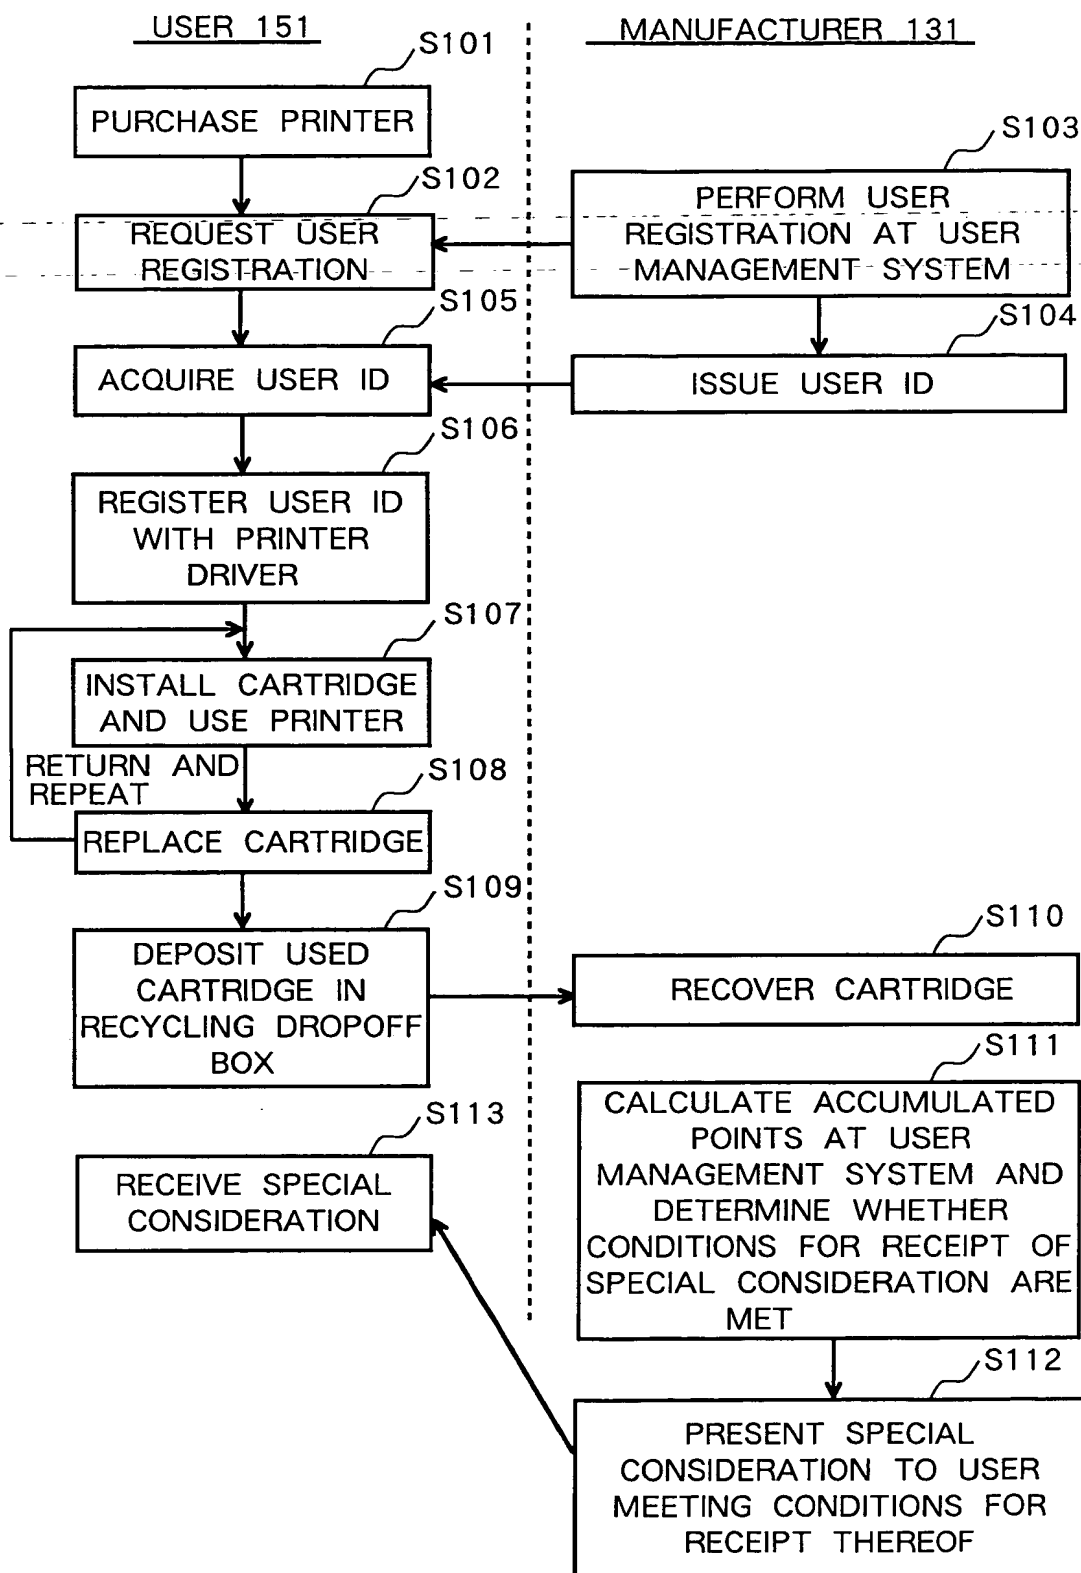 USER 151
MANUFACTURER 131
S101
PURCHASE PRINTER
S102
REQUEST USER
REGISTRATION
S103
PERFORM USER
REGISTRATION AT USER
MANAGEMENT SYSTEM
S105
ACQUIRE USER ID
S104
ISSUE USER ID
S106
REGISTER USER ID
WITH PRINTER
DRIVER
S107
INSTALL CARTRIDGE
AND USE PRINTER
RETURN AND
REPEAT
S108
REPLACE CARTRIDGE
S109
DEPOSIT USED
CARTRIDGE IN
RECYCLING DROPOFF
BOX
S110
RECOVER CARTRIDGE
S111
CALCULATE ACCUMULATED
POINTS AT USER
MANAGEMENT SYSTEM AND
DETERMINE WHETHER
CONDITIONS FOR RECEIPT OF
SPECIAL CONSIDERATION ARE
MET
S113
RECEIVE SPECIAL
CONSIDERATION
S112
PRESENT SPECIAL
CONSIDERATION TO USER
MEETING CONDITIONS FOR
RECEIPT THEREOF